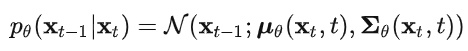 p_θ(𝐱_{t−1}|𝐱_t) = 𝒩(𝐱_{t−1}; 𝛍_θ(𝐱_t, t), 𝚺_θ(𝐱_t, t))